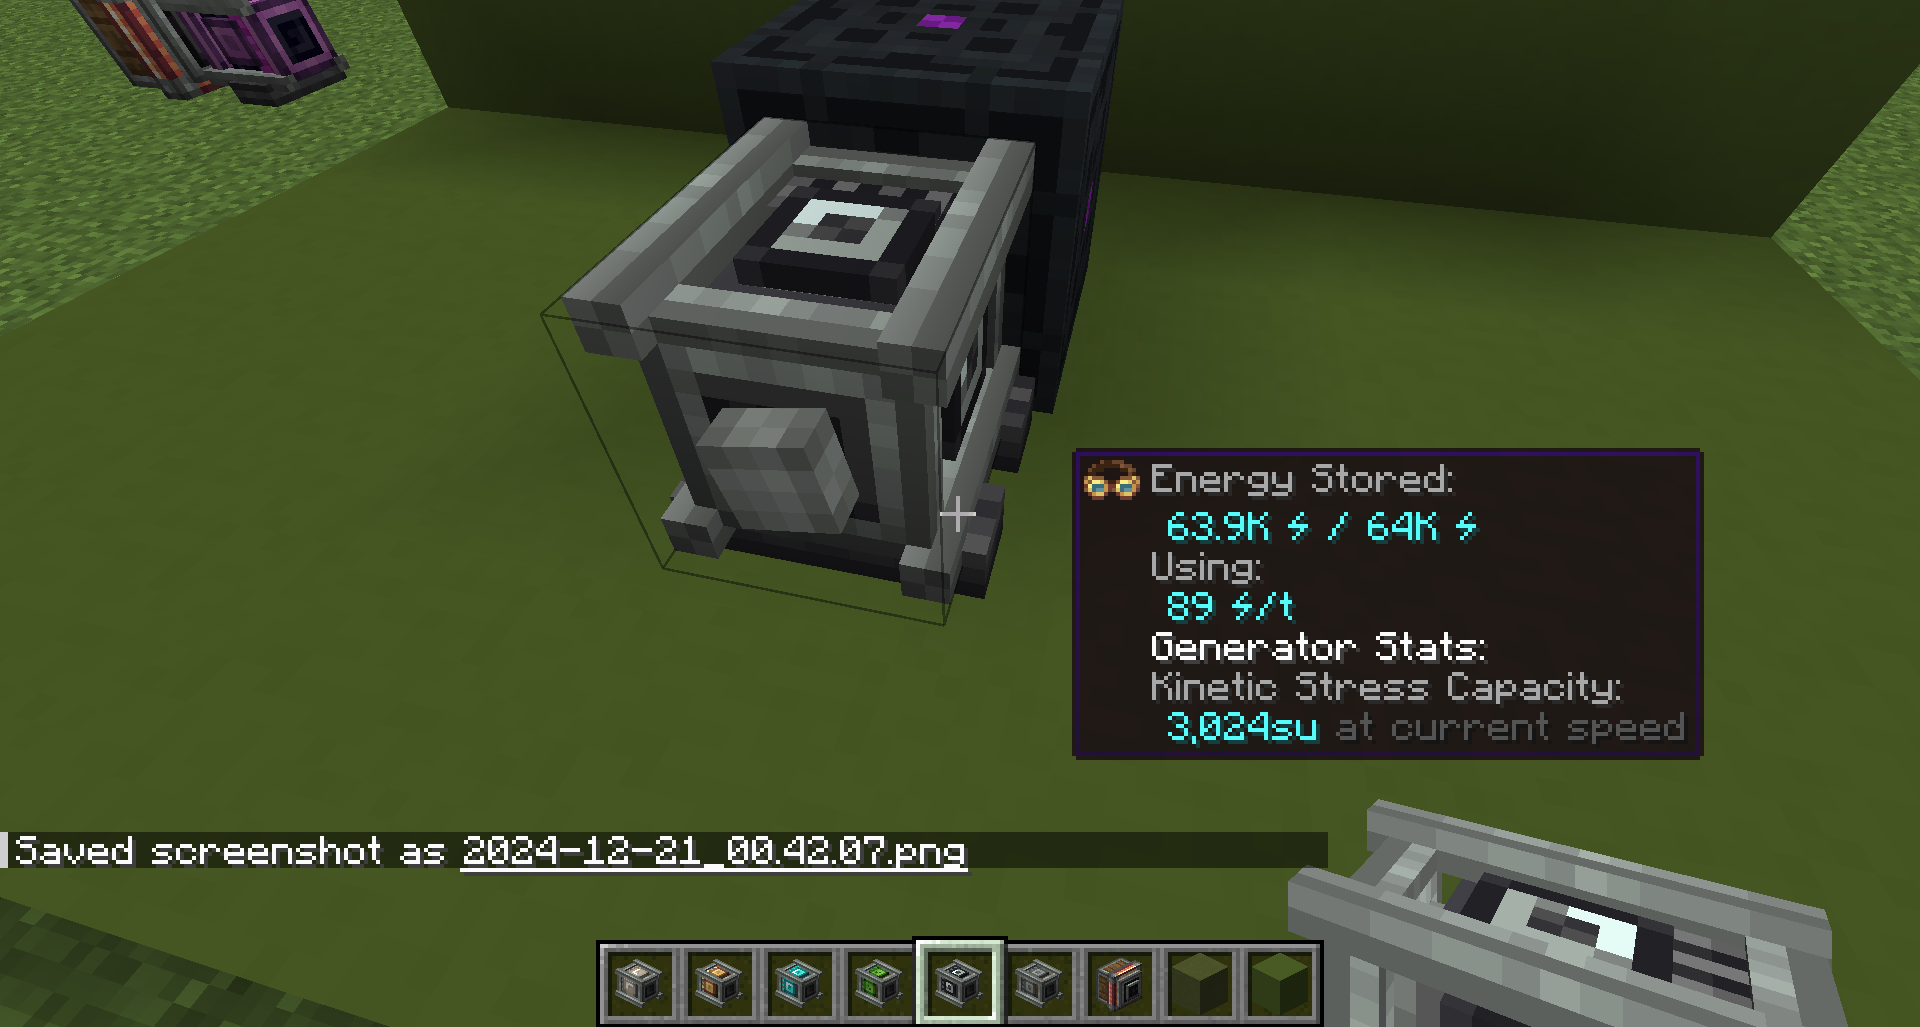 Energy Stored:
63.9K ⚡ / 64K ⚡
Using:
89 ⚡/t
Generator Stats:
Kinetic Stress Capacity:
3,024su at current speed
Saved screenshot as 2024-12-21_00.42.07.png